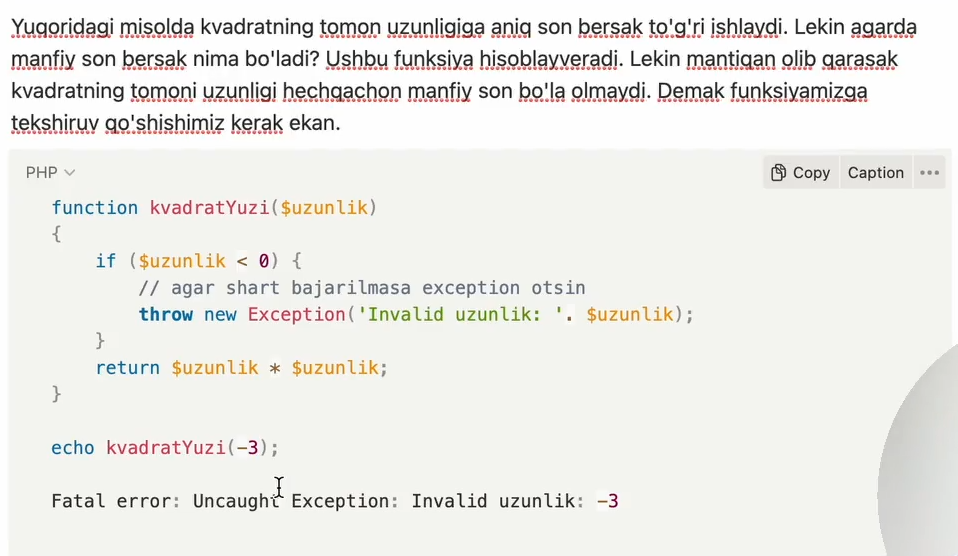 Yuqoridagi misolda kvadratning tomon uzunligiga aniq son bersak to'g'ri ishlaydi. Lekin agarda
manfiy son bersak nima bo'ladi? Ushbu funksiya hisoblayveradi. Lekin mantiqan olib qarasak
kvadratning tomoni uzunligi hechqachon manfiy son bo'la olmaydi. Demak funksiyamizga
tekshiruv qo'shishimiz kerak ekan.
PHP
Copy Caption
function kvadratYuzi($uzunlik)
{
    if ($uzunlik < 0) {
        // agar shart bajarilmasa exception otsin
        throw new Exception('Invalid uzunlik: '. $uzunlik);
    }
    return $uzunlik * $uzunlik;
}
echo kvadratYuzi(-3);
Fatal error: Uncaught Exception: Invalid uzunlik: -3